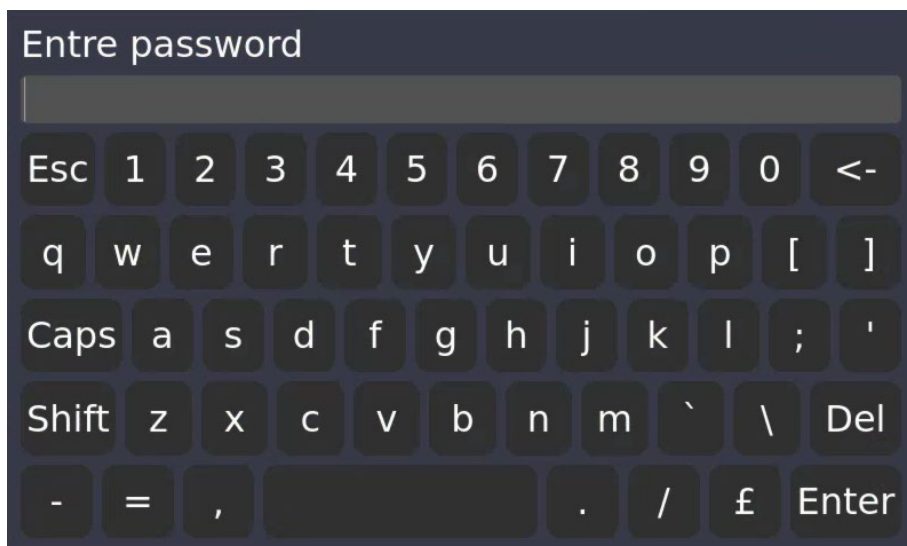 Entre password
Esc 1 2 3 4 5 6 7 8 9 0 <-
q w e r t y u i o p [ ]
Caps a s d f g h j k l ; '
Shift z x c v b n m ` \ Del
- = , . / £ Enter